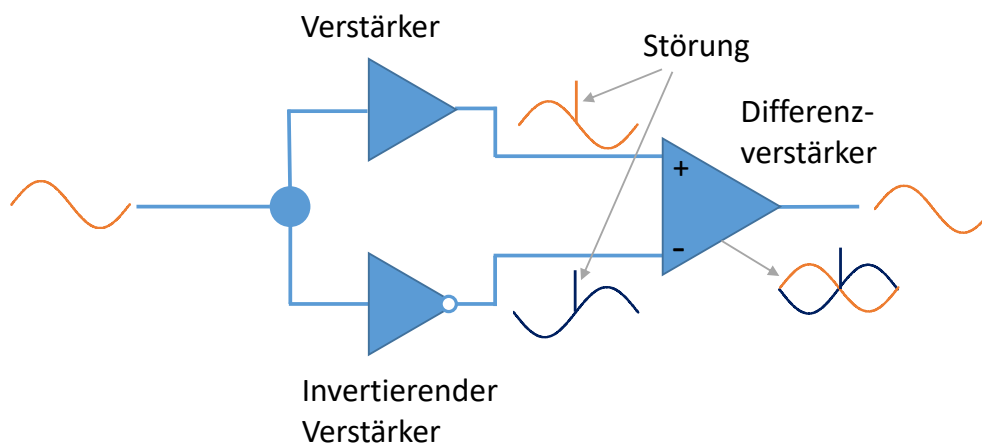 Verstärker
Störung
Differenz-
verstärker
+
-
Invertierender
Verstärker